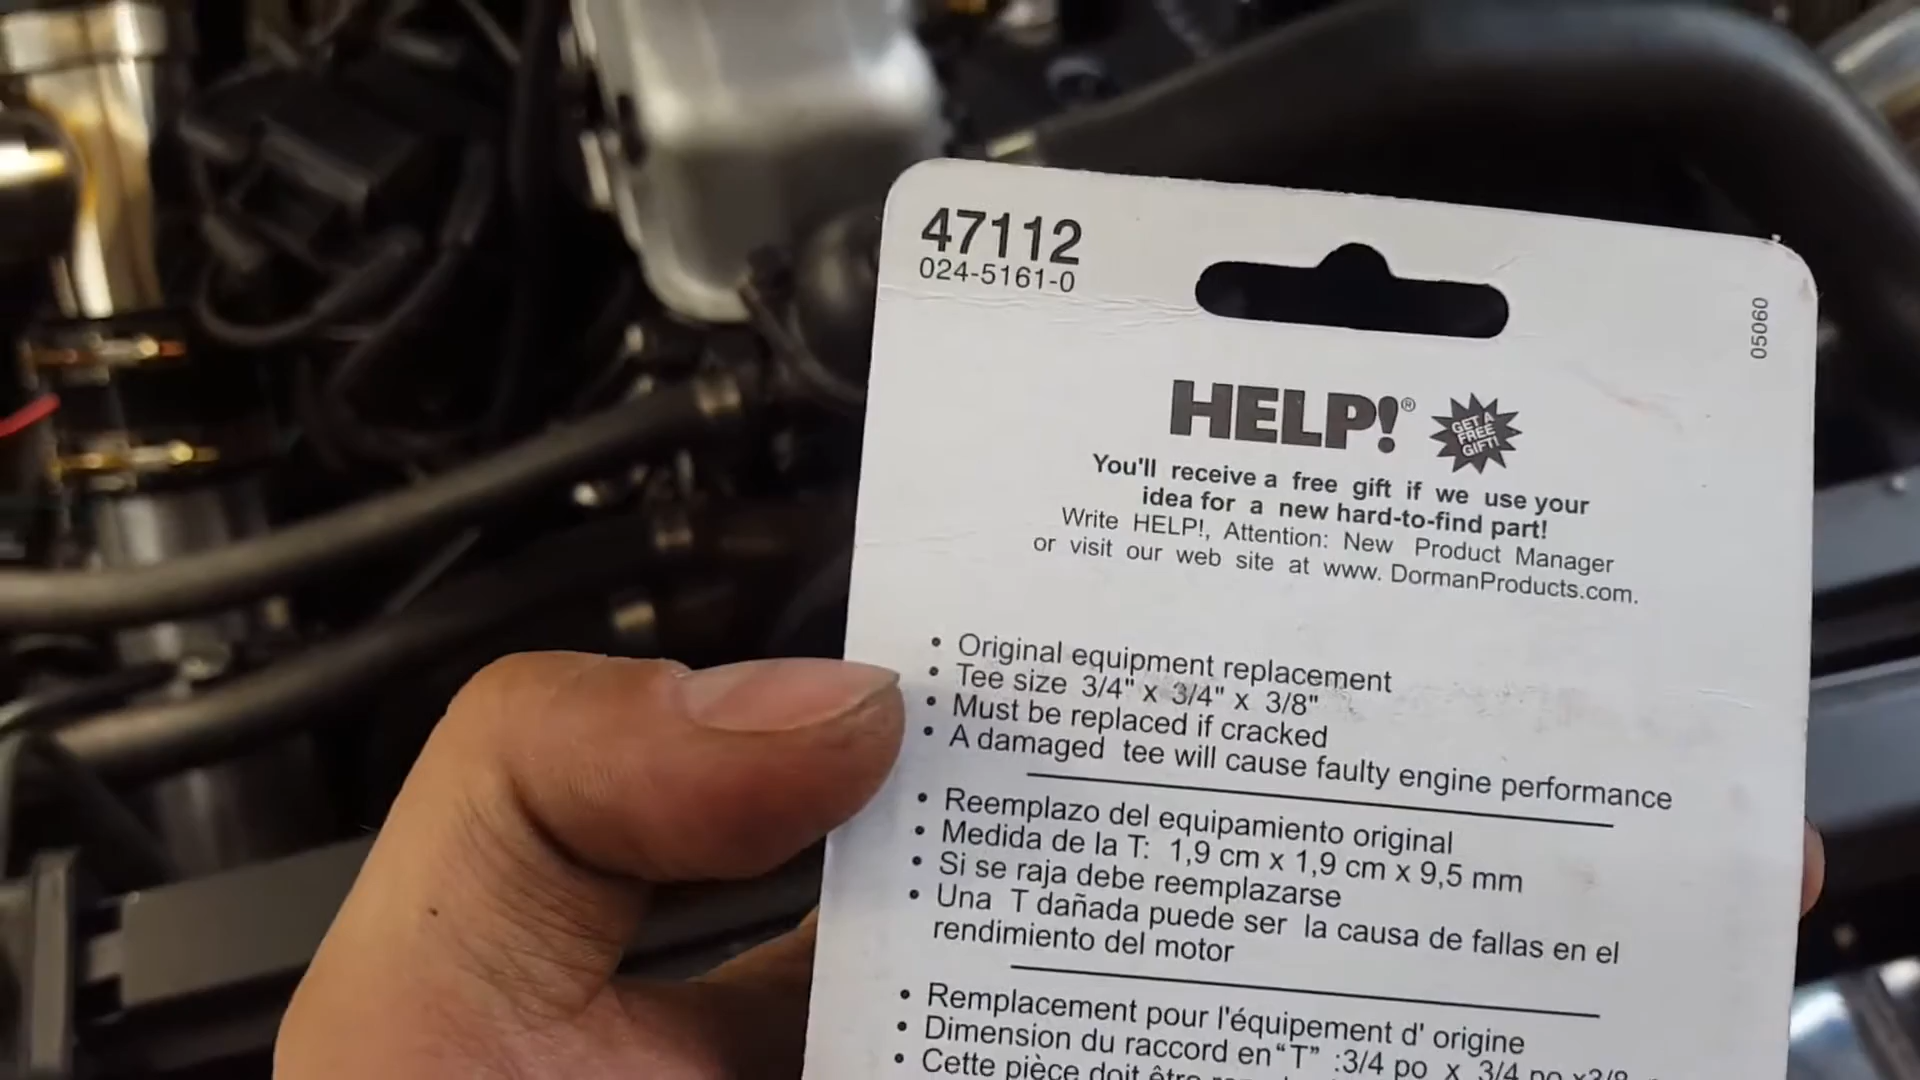 47112
024-5161-0
05060
HELP!®
GET A
FREE
GIFT!
You'll receive a free gift if we use your
idea for a new hard-to-find part!
Write HELP!, Attention: New Product Manager
or visit our web site at www. DormanProducts.com.
• Original equipment replacement
• Tee size 3/4" x 3/4" x 3/8"
• Must be replaced if cracked
• A damaged tee will cause faulty engine performance
• Reemplazo del equipamiento original
• Medida de la T: 1,9 cm x 1,9 cm x 9,5 mm
• Si se raja debe reemplazarse
• Una T dañada puede ser la causa de fallas en el
rendimiento del motor
• Remplacement pour l'équipement d' origine
• Dimension du raccord en “T” :3/4 po x 3/4 po x3/8
• Cette pièce doit être